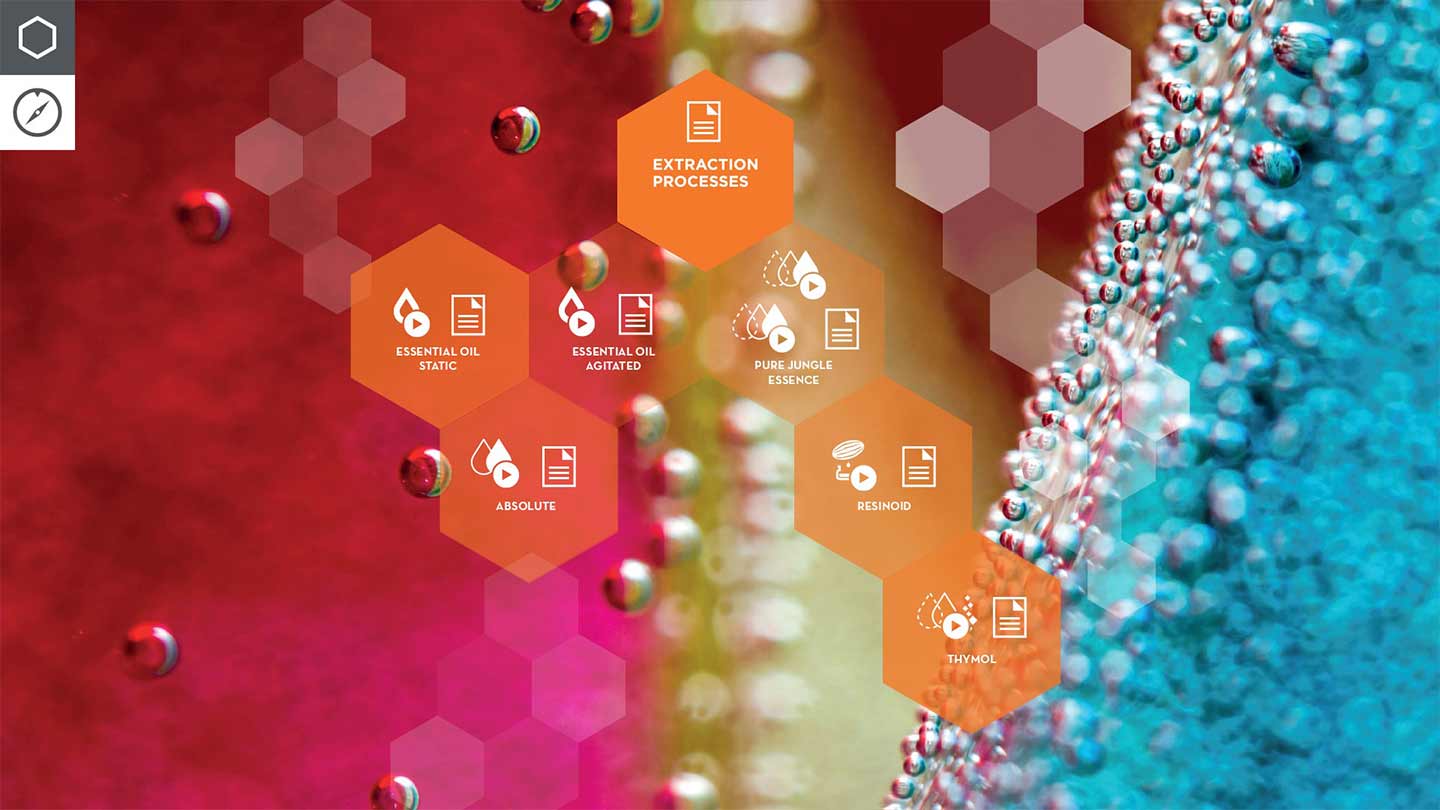 EXTRACTION
PROCESSES
ESSENTIAL OIL
STATIC
ESSENTIAL OIL
AGITATED
PURE JUNGLE
ESSENCE
ABSOLUTE
RESINOID
THYMOL